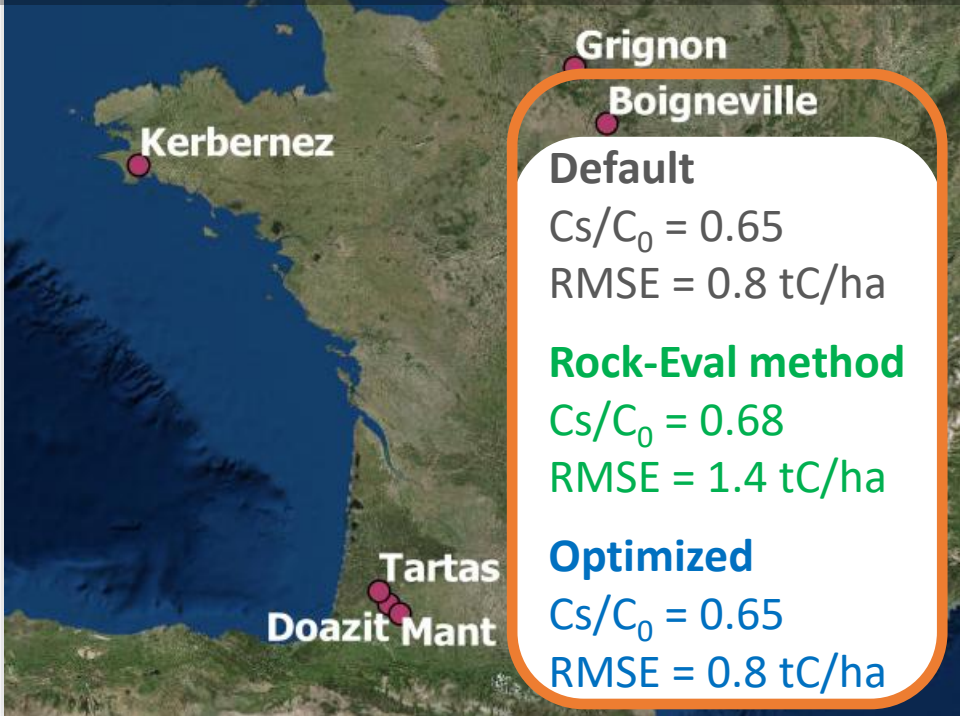 Grignon
Boigneville
Kerbernez
Default
Cs/C₀ = 0.65
RMSE = 0.8 tC/ha
Rock-Eval method
Cs/C₀ = 0.68
RMSE = 1.4 tC/ha
Optimized
Cs/C₀ = 0.65
RMSE = 0.8 tC/ha
Tartas
Doazit Mant